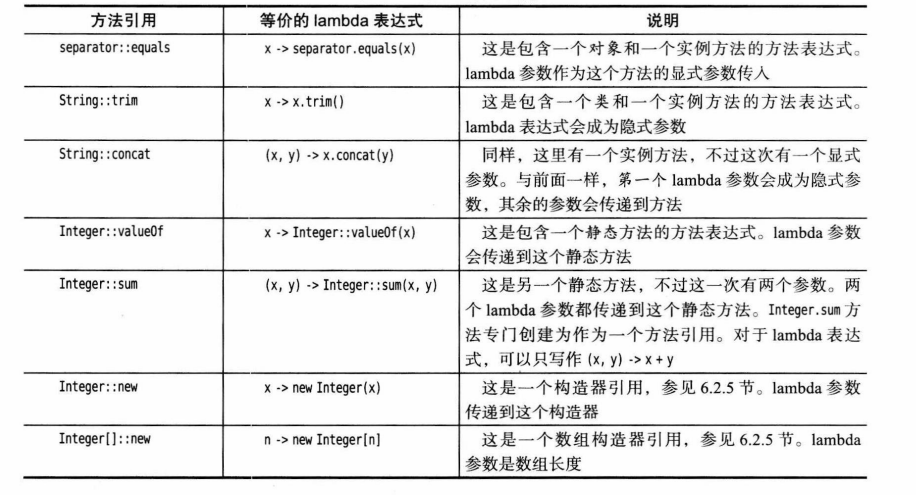 方法引用 等价的 lambda 表达式 说明
separator::equals x -> separator.equals(x) 这是包含一个对象和一个实例方法的方法表达式。
lambda 参数作为这个方法的显式参数传入
String::trim x -> x.trim() 这是包含一个类和一个实例方法的方法表达式。
lambda 表达式会成为隐式参数
String::concat (x, y) -> x.concat(y) 同样，这里有一个实例方法，不过这次有一个显式
参数。与前面一样，第一个 lambda 参数会成为隐式参
数，其余的参数会传递到方法
Integer::valueOf x -> Integer::valueOf(x) 这是包含一个静态方法的方法表达式。lambda 参数
会传递到这个静态方法
Integer::sum (x, y) -> Integer::sum(x, y) 这是另一个静态方法，不过这一次有两个参数。两
个 lambda 参数都传递到这个静态方法。Integer.sum 方
法专门创建为作为一个方法引用。对于 lambda 表达
式，可以只写作 (x, y) -> x + y
Integer::new x -> new Integer(x) 这是一个构造器引用，参见 6.2.5 节。lambda 参数
传递到这个构造器
Integer[]::new n -> new Integer[n] 这是一个数组构造器引用，参见 6.2.5 节。lambda
参数是数组长度